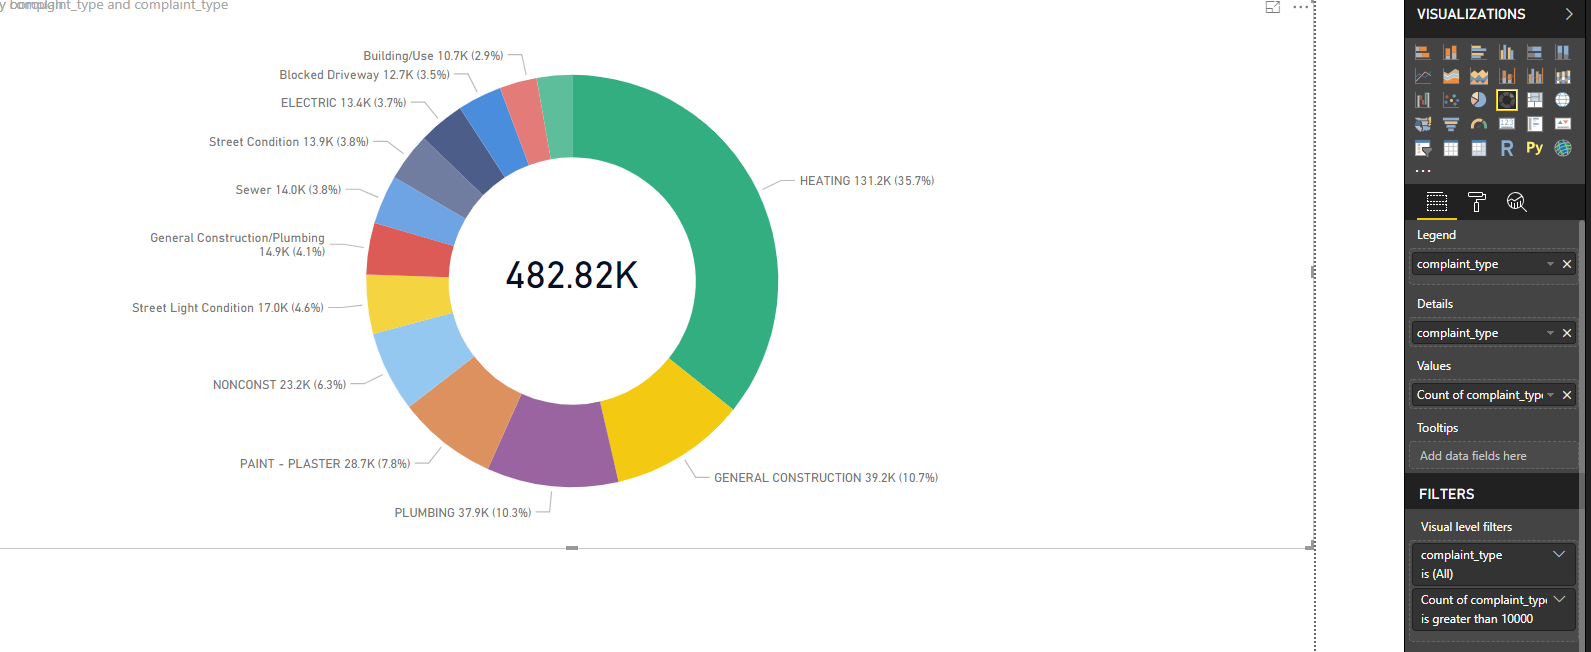 complaint_type and complaint_type
Building/Use 10.7K (2.9%)
Blocked Driveway 12.7K (3.5%)
ELECTRIC 13.4K (3.7%)
Street Condition 13.9K (3.8%)
Sewer 14.0K (3.8%)
General Construction/Plumbing
14.9K (4.1%)
Street Light Condition 17.0K (4.6%)
NONCONST 23.2K (6.3%)
PAINT - PLASTER 28.7K (7.8%)
PLUMBING 37.9K (10.3%)
GENERAL CONSTRUCTION 39.2K (10.7%)
HEATING 131.2K (35.7%)
482.82K
VISUALIZATIONS
R
Py
Legend
complaint_type
Details
complaint_type
Values
Count of complaint_type
Tooltips
Add data fields here
FILTERS
Visual level filters
complaint_type
is (All)
Count of complaint_type
is greater than 10000